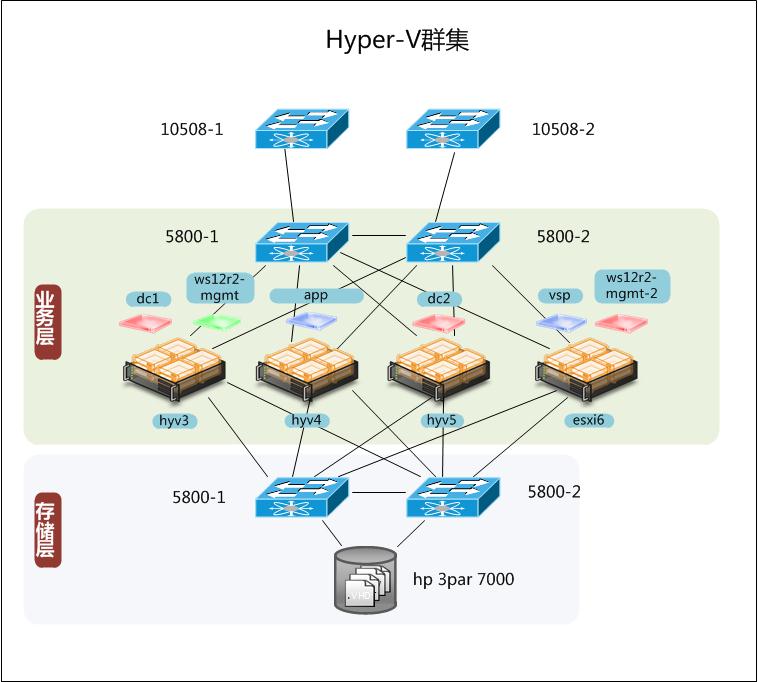 Hyper-V群集
10508-1
10508-2
5800-1
5800-2
业务层
dc1
ws12r2-
mgmt
app
dc2
vsp
ws12r2-
mgmt-2
hyv3
hyv4
hyv5
esxi6
存储层
5800-1
5800-2
.VHD
hp 3par 7000